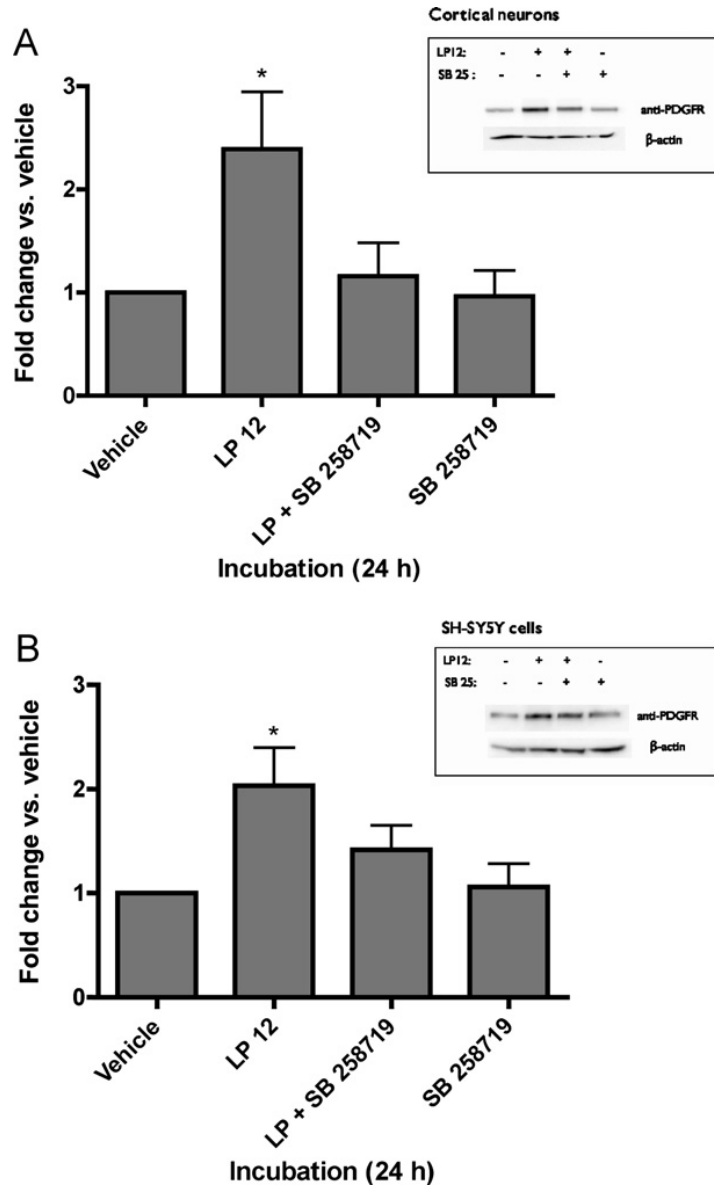 A
Cortical neurons
LP12: - + + -
SB 25 : - - + +
anti-PDGFR
β-actin
Fold change vs. vehicle
3
2
1
0
*
Vehicle
LP 12
LP + SB 258719
SB 258719
Incubation (24 h)
B
SH-SY5Y cells
LP12: - + + -
SB 25: - - + +
anti-PDGFR
β-actin
Fold change vs. vehicle
3
2
1
0
*
Vehicle
LP 12
LP + SB 258719
SB 258719
Incubation (24 h)